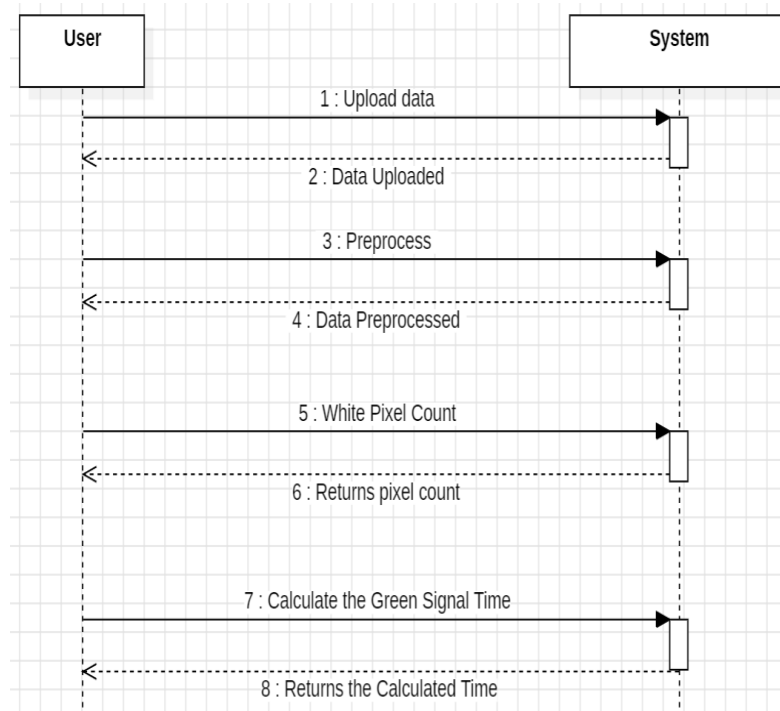 User
System
1 : Upload data
2 : Data Uploaded
3 : Preprocess
4 : Data Preprocessed
5 : White Pixel Count
6 : Returns pixel count
7 : Calculate the Green Signal Time
8 : Returns the Calculated Time